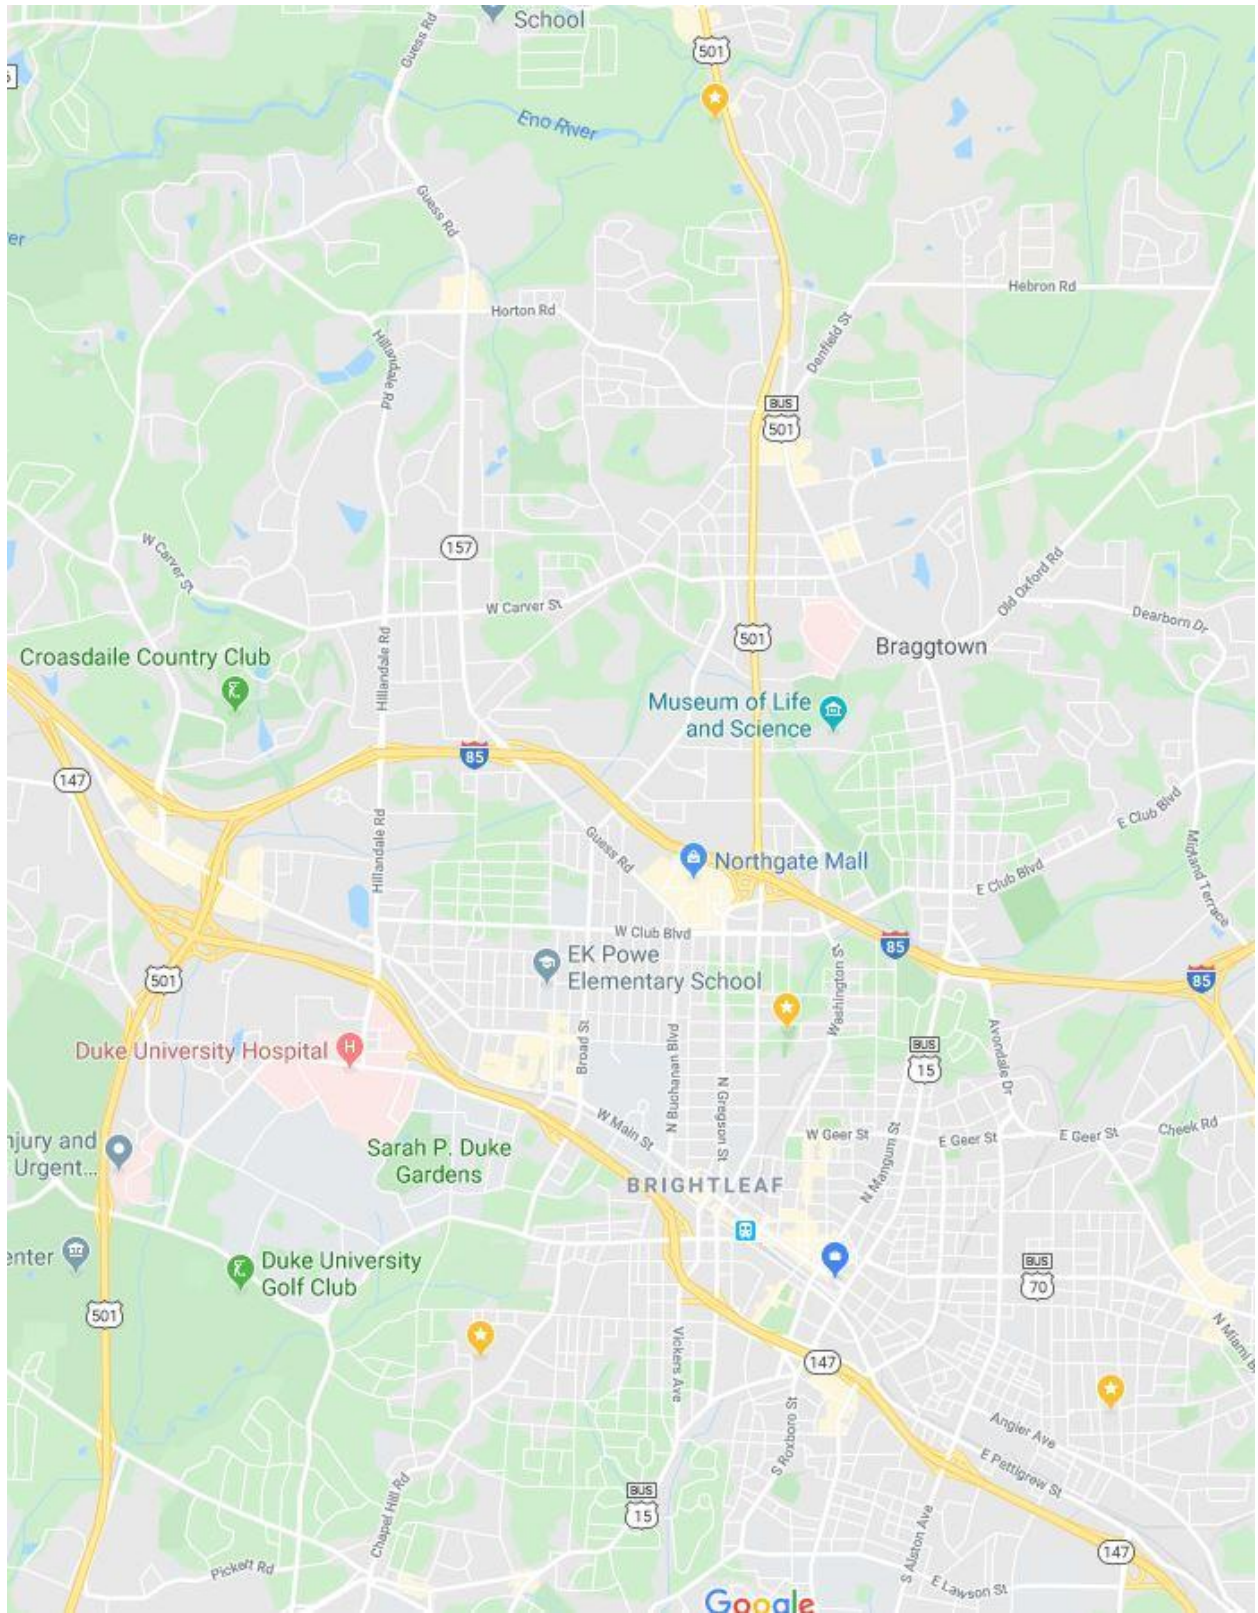 School
Guess Rd
501
5
Eno River
Guess Rd
er
Hebron Rd
Horton Rd
Denfield St
Hillandale Rd
BUS
501
W Carver St
157
Old Oxford Rd
W Carver St
Dearborn Dr
501
Hillandale Rd
Braggtown
Croasdaile Country Club
Museum of Life
and Science
85
147
E Club Blvd
Hillandale Rd
Guess Rd
Northgate Mall
Midland Terrace
E Club Blvd
W Club Blvd
85
EK Powe
Elementary School
501
85
Washington St
Duke University Hospital
H
Broad St
N Buchanan Blvd
BUS
15
Avondale Dr
N Gregson St
W Main St
W Geer St
E Geer St
E Geer St
Cheek Rd
njury and
Urgent...
Sarah P. Duke
Gardens
N Mangum St
BRIGHTLEAF
enter
Duke University
Golf Club
BUS
70
501
N Miami B
Vickers Ave
147
S Roxboro St
Angier Ave
E Pettigrew St
BUS
15
Chapel Hill Rd
S Alston Ave
147
Pickett Rd
E Lawson St
Google